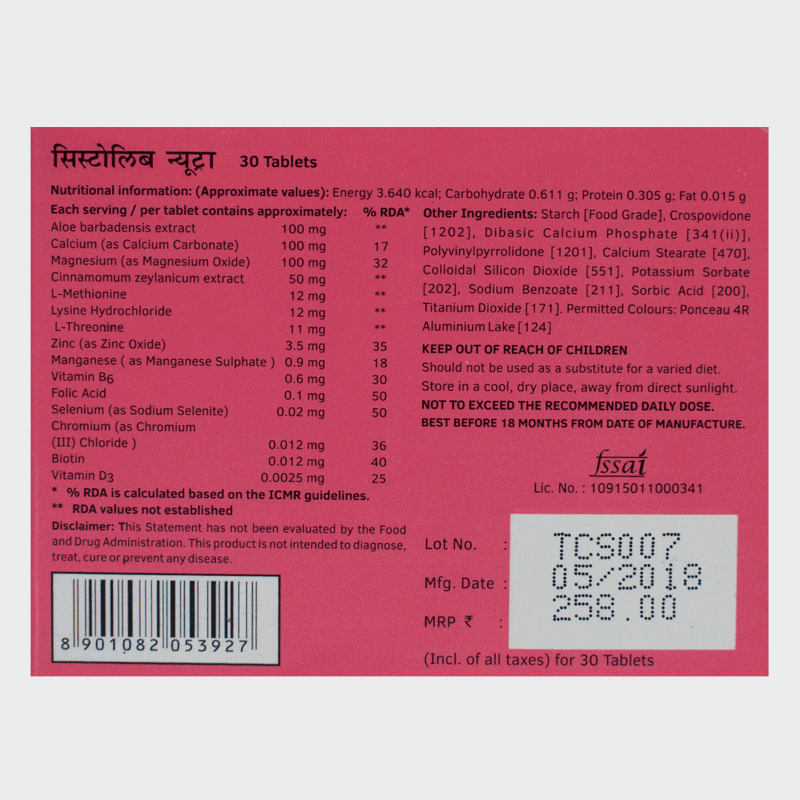 सिस्टोलिब न्यूट्रा 30 Tablets
Nutritional information: (Approximate values): Energy 3.640 kcal; Carbohydrate 0.611 g; Protein 0.305 g; Fat 0.015 g
Each serving / per tablet contains approximately: % RDA*
Aloe barbadensis extract 100 mg **
Calcium (as Calcium Carbonate) 100 mg 17
Magnesium (as Magnesium Oxide) 100 mg 32
Cinnamomum zeylanicum extract 50 mg **
L-Methionine 12 mg **
Lysine Hydrochloride 12 mg **
L-Threonine 11 mg **
Zinc (as Zinc Oxide) 3.5 mg 35
Manganese ( as Manganese Sulphate ) 0.9 mg 18
Vitamin B6 0.6 mg 30
Folic Acid 0.1 mg 50
Selenium (as Sodium Selenite) 0.02 mg 50
Chromium (as Chromium
(III) Chloride ) 0.012 mg 36
Biotin 0.012 mg 40
Vitamin D3 0.0025 mg 25
* % RDA is calculated based on the ICMR guidelines.
** RDA values not established
Disclaimer: This Statement has not been evaluated by the Food
and Drug Administration. This product is not intended to diagnose,
treat, cure or prevent any disease.
8 901082 053927
Other Ingredients: Starch [Food Grade], Crospovidone
[1202], Dibasic Calcium Phosphate [341(ii)],
Polyvinylpyrrolidone [1201], Calcium Stearate [470],
Colloidal Silicon Dioxide [551], Potassium Sorbate
[202], Sodium Benzoate [211], Sorbic Acid [200],
Titanium Dioxide [171]. Permitted Colours: Ponceau 4R
Aluminium Lake [124]
KEEP OUT OF REACH OF CHILDREN
Should not be used as a substitute for a varied diet.
Store in a cool, dry place, away from direct sunlight.
NOT TO EXCEED THE RECOMMENDED DAILY DOSE.
BEST BEFORE 18 MONTHS FROM DATE OF MANUFACTURE.
fssai
Lic. No. : 10915011000341
Lot No. : TCS007
Mfg. Date : 05/2018
MRP ₹ : 258.00
(Incl. of all taxes) for 30 Tablets